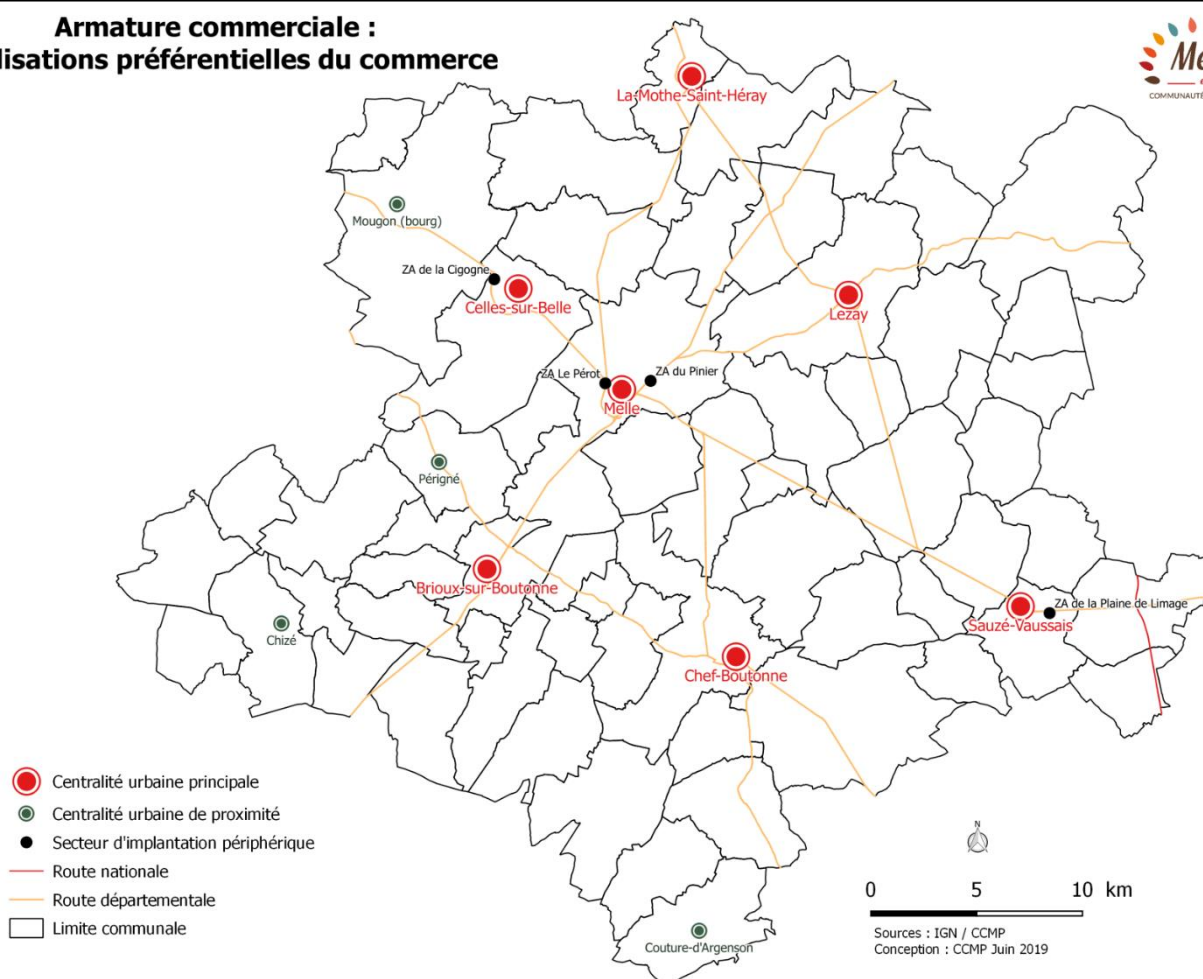 Armature commerciale :
lisations préférentielles du commerce
Me
COMMUNAUTÉ
La-Mothe-Saint-Héray
Mougon (bourg)
ZA de la Cigogne
Celles-sur-Belle
Lezay
ZA Le Pérot
ZA du Pinier
Melle
Périgné
Brioux-sur-Boutonne
ZA de la Plaine de Limage
Sauzé-Vaussais
Chizé
Chef-Boutonne
Centralité urbaine principale
Centralité urbaine de proximité
Secteur d'implantation périphérique
Route nationale
Route départementale
Limite communale
N
0 5 10 km
Sources : IGN / CCMP
Conception : CCMP Juin 2019
Couture-d'Argenson